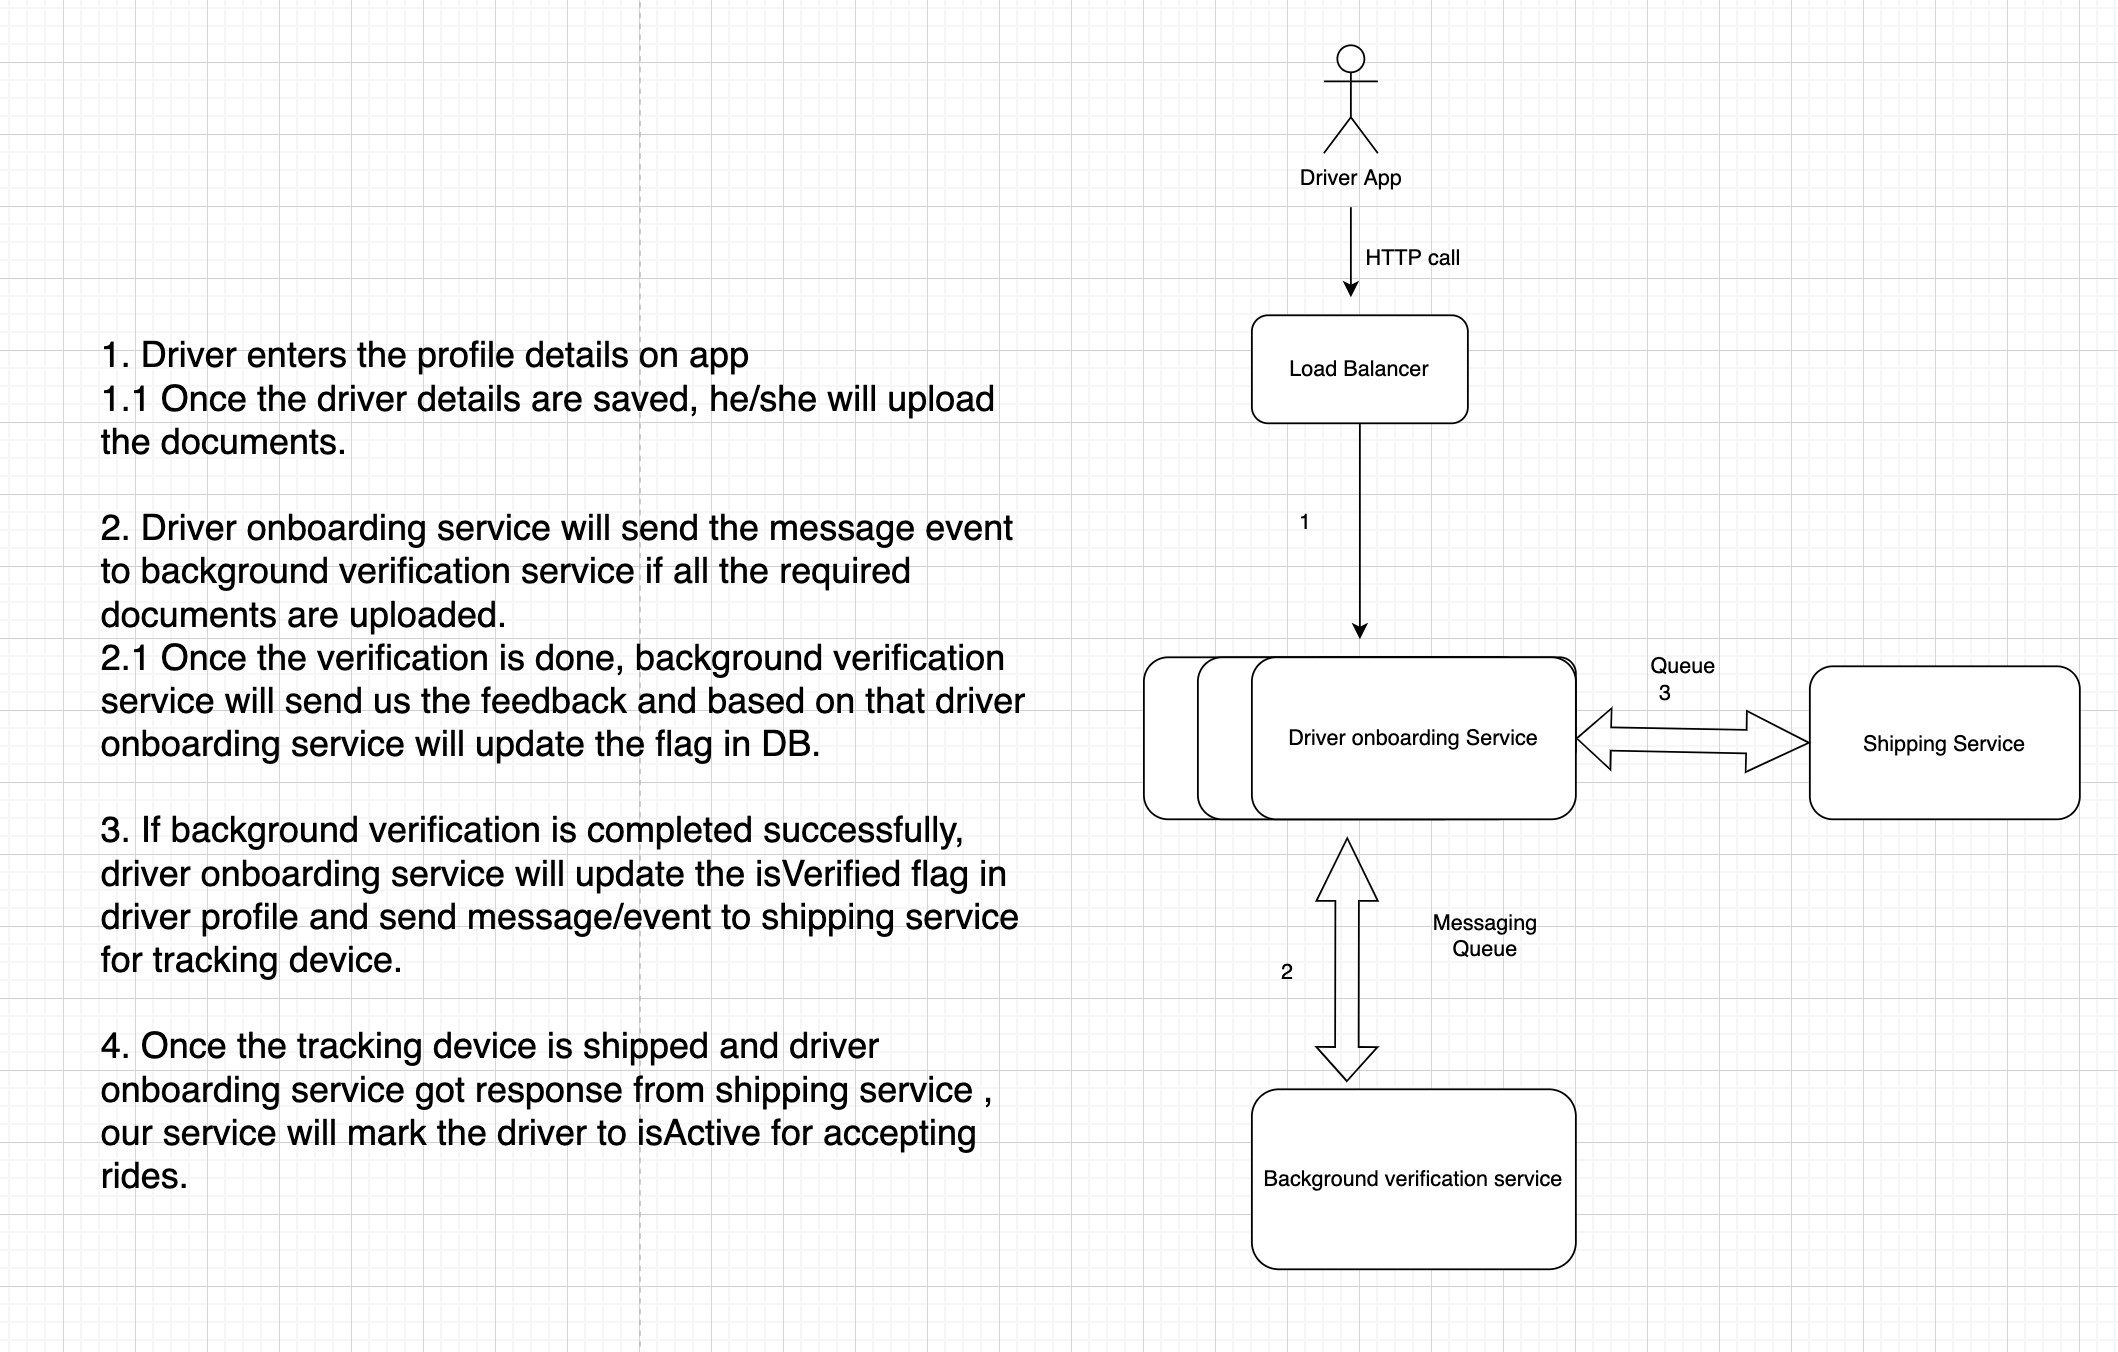 1. Driver enters the profile details on app
1.1 Once the driver details are saved, he/she will upload
the documents.
2. Driver onboarding service will send the message event
to background verification service if all the required
documents are uploaded.
2.1 Once the verification is done, background verification
service will send us the feedback and based on that driver
onboarding service will update the flag in DB.
3. If background verification is completed successfully,
driver onboarding service will update the isVerified flag in
driver profile and send message/event to shipping service
for tracking device.
4. Once the tracking device is shipped and driver
onboarding service got response from shipping service ,
our service will mark the driver to isActive for accepting
rides.
Driver App
HTTP call
Load Balancer
1
Driver onboarding Service
Queue
3
Shipping Service
Messaging
Queue
2
Background verification service